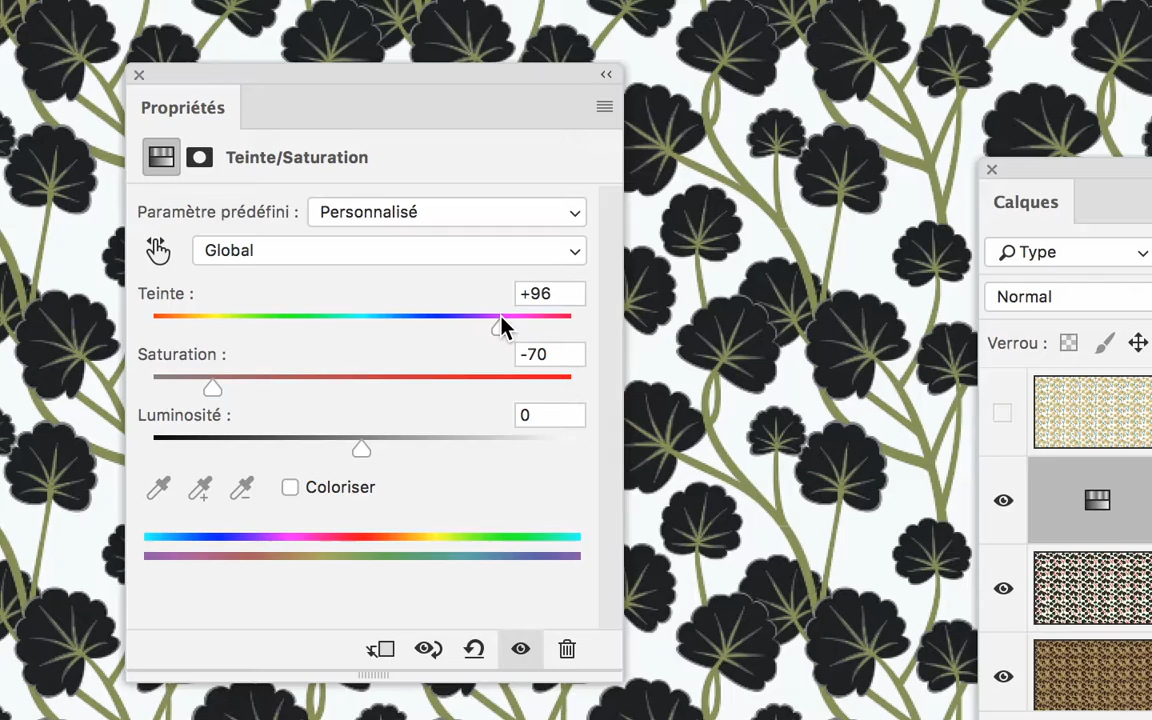 Propriétés
Teinte/Saturation
Paramètre prédéfini : Personnalisé
Global
Teinte : +96
Saturation : -70
Luminosité : 0
Coloriser
Calques
Type
Normal
Verrou :